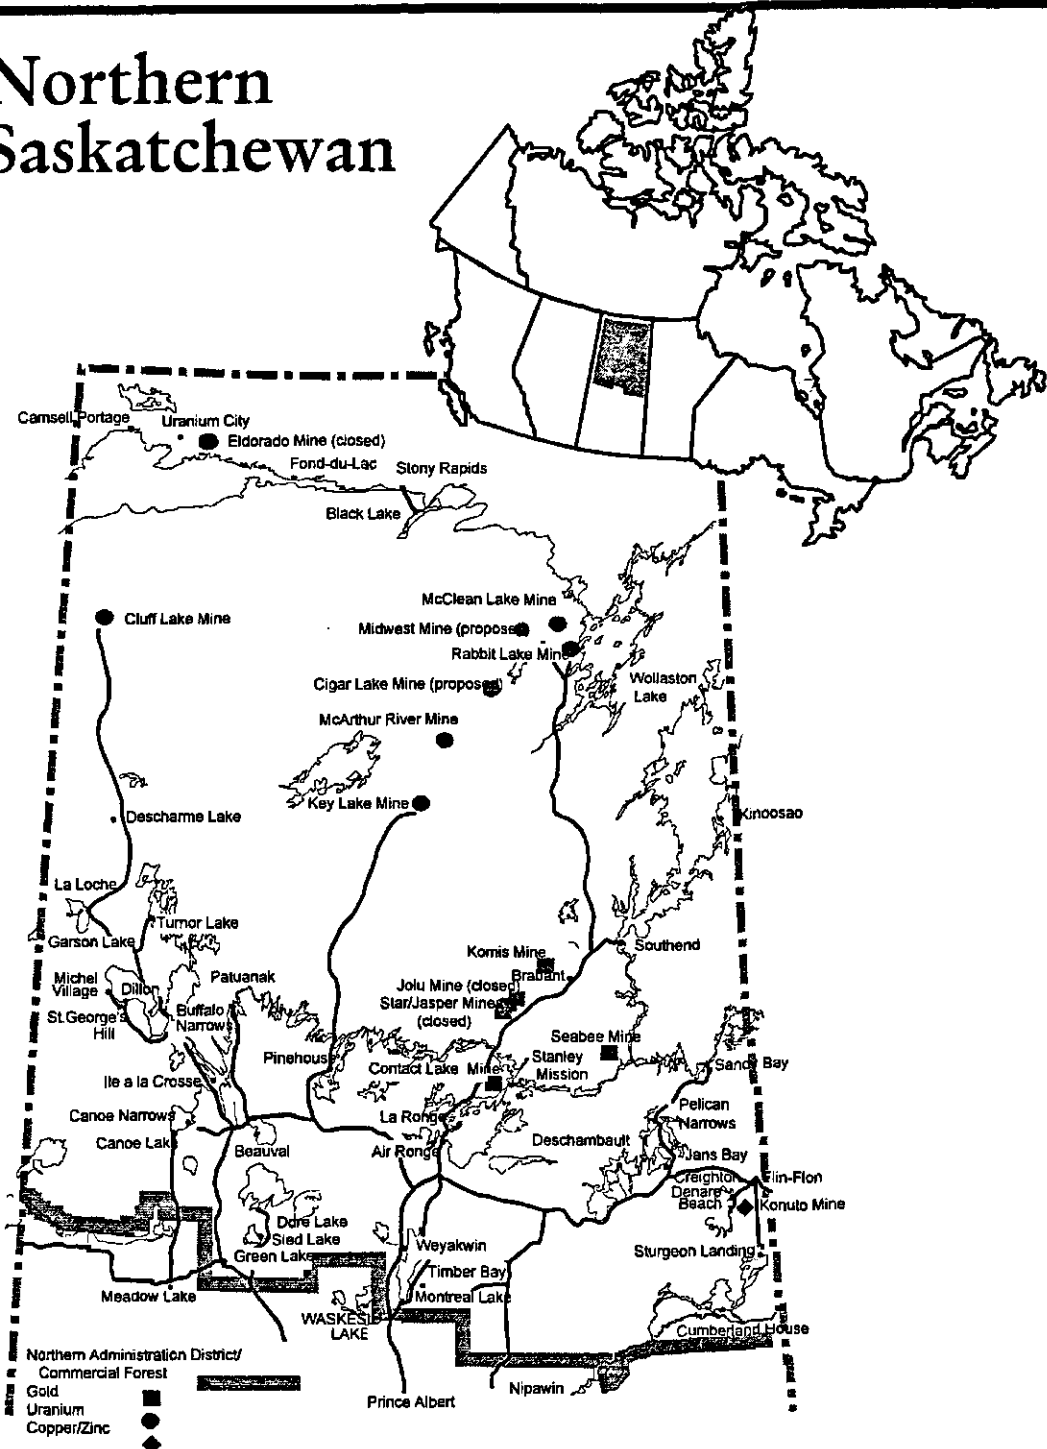 Northern
Saskatchewan
Camsell Portage
Uranium City
Eldorado Mine (closed)
Fond-du-Lac
Stony Rapids
Black Lake
McClean Lake Mine
Cluff Lake Mine
Midwest Mine (proposed)
Rabbit Lake Mine
Cigar Lake Mine (proposed)
Wollaston
Lake
McArthur River Mine
Key Lake Mine
Descharme Lake
Kinoosao
La Loche
Turnor Lake
Garson Lake
Southend
Komis Mine
Brabant
Michel
Village
Dillon
Patuanak
Jolu Mine (closed)
Star/Jasper Mines
(closed)
St.George's
Hill
Buffalo
Narrows
Seabee Mine
Pinehouse
Contact Lake Mine
Stanley
Mission
Sandy Bay
Ile a la Crosse
Canoe Narrows
La Ronge
Pelican
Narrows
Canoe Lake
Beauval
Air Ronge
Deschambault
Jans Bay
Creighton
Flin-Flon
Denare
Beach
Konuto Mine
Dore Lake
Sled Lake
Green Lake
Weyakwin
Sturgeon Landing
Timber Bay
Meadow Lake
Montreal Lake
WASKESIU
LAKE
Cumberland House
Northern Administration District/
Commercial Forest
Gold
Uranium
Copper/Zinc
Prince Albert
Nipawin